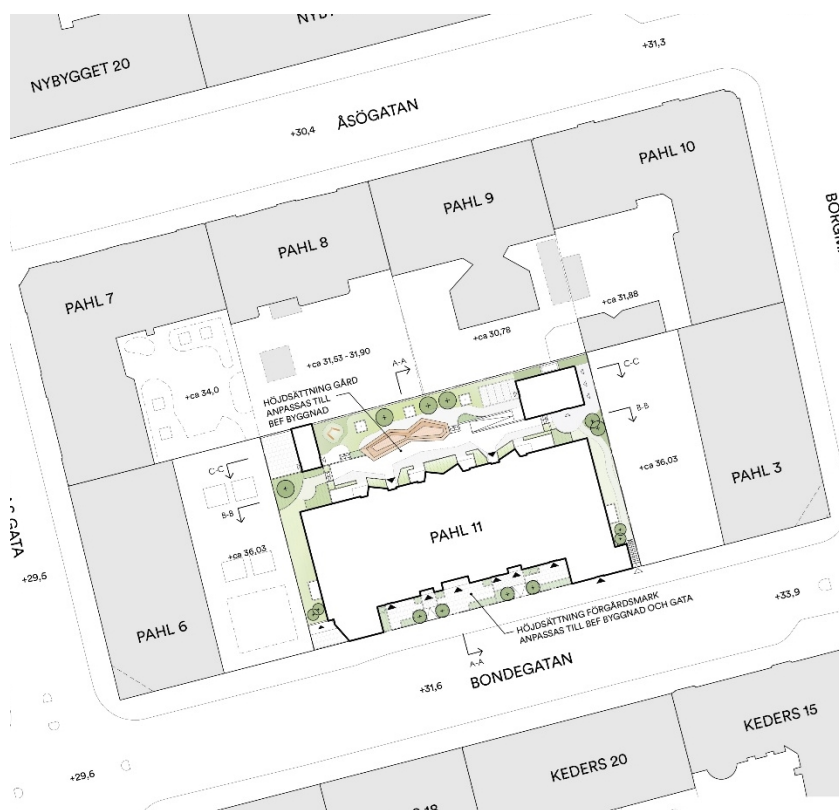 NYBYGGET 20
+31,3
+30,4
ÅSÖGATAN
PAHL 10
PAHL 9
PAHL 8
PAHL 7
+ca 31,88
+ca 30,78
+ca 31,53 - 31,90
+ca 34,0
A-A
HÖJDSÄTTNING GÅRD
ANPASSAS TILL
BEF BYGGNAD
C-C
B-B
C-C
B-B
+ca 36,03
PAHL 3
PAHL 11
+ca 36,03
GATA
+29,6
PAHL 6
HÖJDSÄTTNING FÖRGÅRDSMARK
ANPASSAS TILL BEF BYGGNAD OCH GATA
+33,9
A-A
+31,6
BONDEGATAN
+29,6
KEDERS 15
KEDERS 20